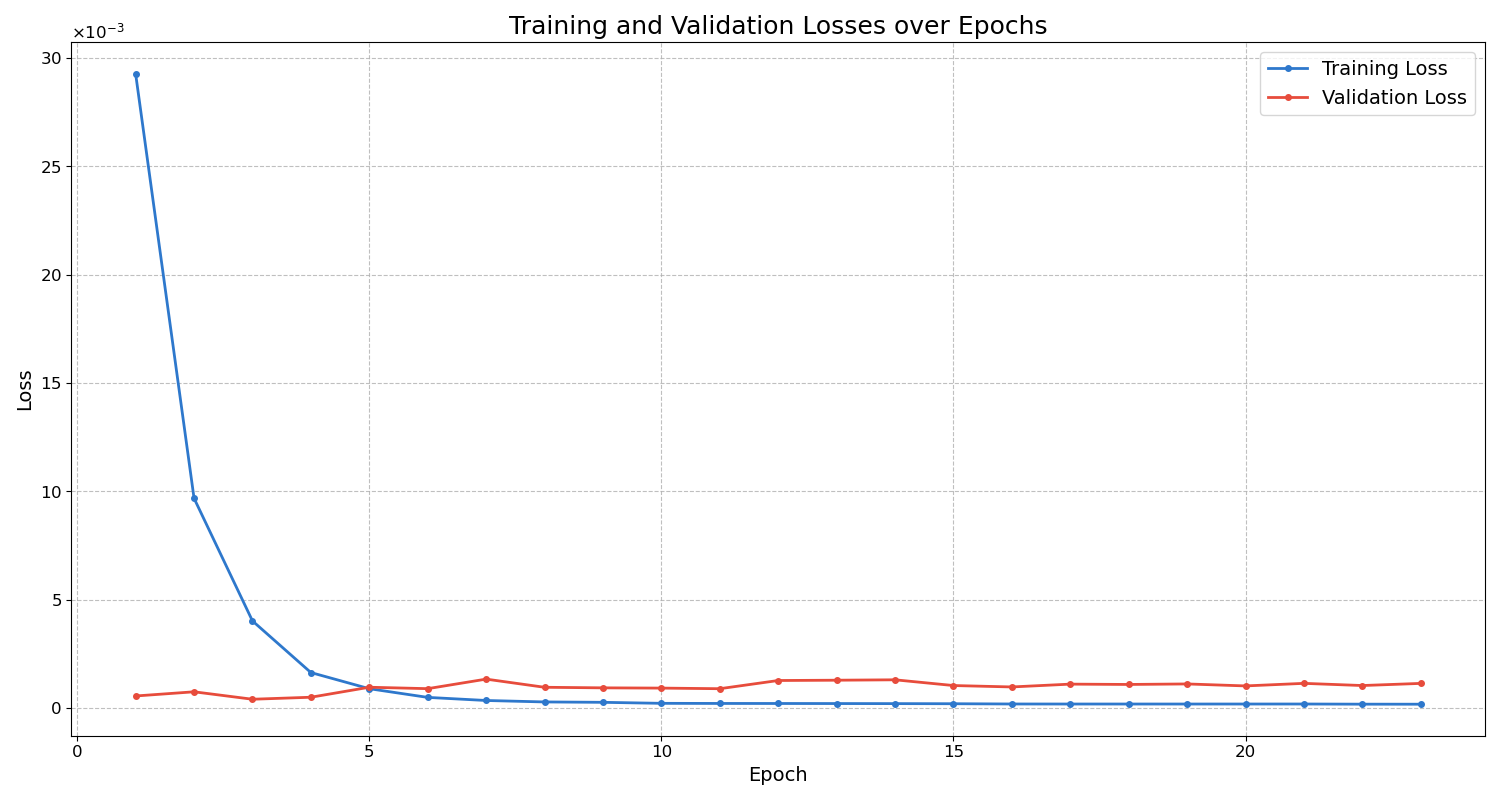 Training and Validation Losses over Epochs
×10⁻³
30
25
20
15
10
5
0
Loss
0 5 10 15 20
Epoch
Training Loss
Validation Loss